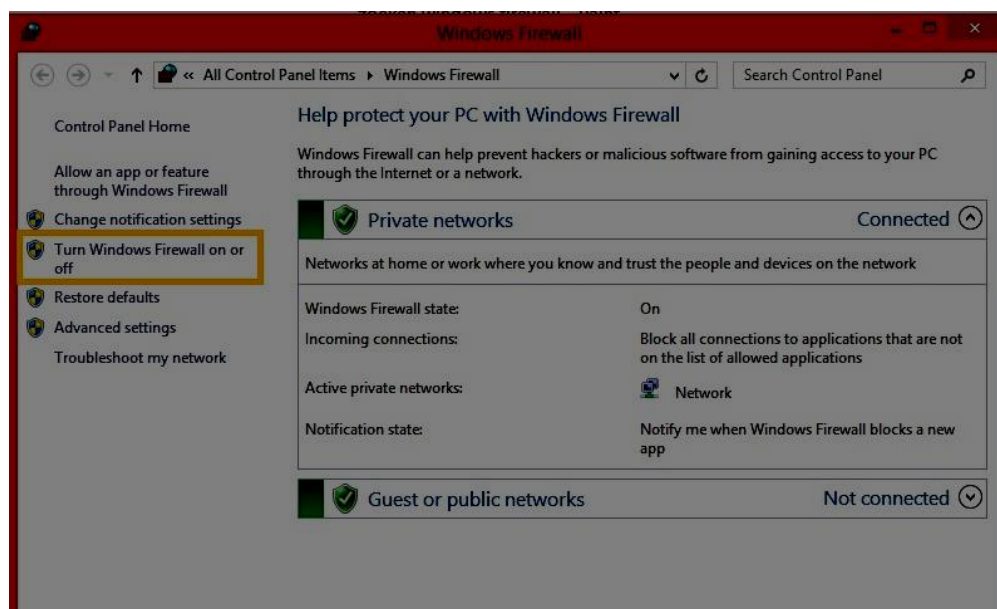 Windows Firewall
« All Control Panel Items Windows Firewall
Search Control Panel
Control Panel Home
Allow an app or feature
through Windows Firewall
Change notification settings
Turn Windows Firewall on or
off
Restore defaults
Advanced settings
Troubleshoot my network
Help protect your PC with Windows Firewall
Windows Firewall can help prevent hackers or malicious software from gaining access to your PC
through the Internet or a network.
Private networks Connected
Networks at home or work where you know and trust the people and devices on the network
Windows Firewall state: On
Incoming connections: Block all connections to applications that are not
on the list of allowed applications
Active private networks: Network
Notification state: Notify me when Windows Firewall blocks a new
app
Guest or public networks Not connected